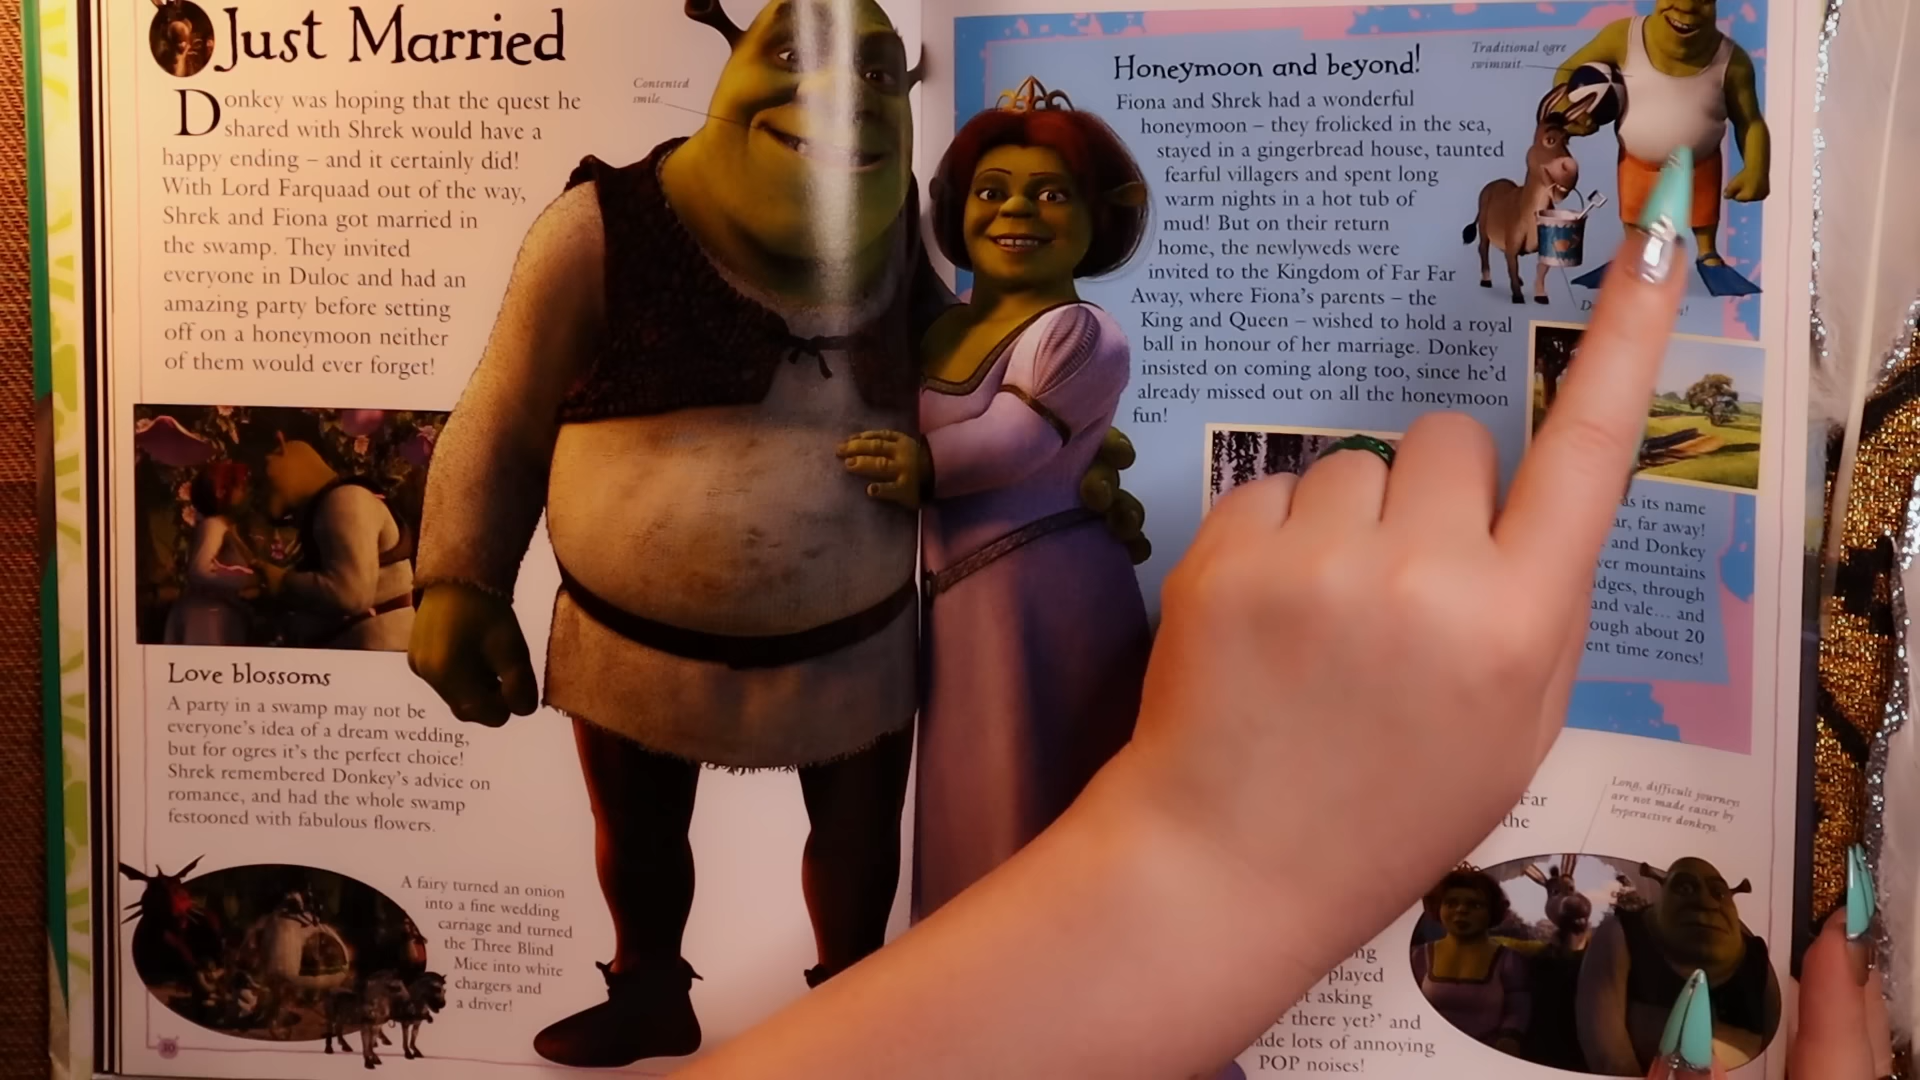 Just Married
Donkey was hoping that the quest he
shared with Shrek would have a
happy ending – and it certainly did!
With Lord Farquaad out of the way,
Shrek and Fiona got married in
the swamp. They invited
everyone in Duloc and had an
amazing party before setting
off on a honeymoon neither
of them would ever forget!
Contented
smile.
Love blossoms
A party in a swamp may not be
everyone's idea of a dream wedding,
but for ogres it's the perfect choice!
Shrek remembered Donkey's advice on
romance, and had the whole swamp
festooned with fabulous flowers.
A fairy turned an onion
into a fine wedding
carriage and turned
the Three Blind
Mice into white
chargers and
a driver!
Honeymoon and beyond!
Fiona and Shrek had a wonderful
honeymoon – they frolicked in the sea,
stayed in a gingerbread house, taunted
fearful villagers and spent long
warm nights in a hot tub of
mud! But on their return
home, the newlyweds were
invited to the Kingdom of Far Far
Away, where Fiona's parents – the
King and Queen – wished to hold a royal
ball in honour of her marriage. Donkey
insisted on coming along too, since he'd
already missed out on all the honeymoon
fun!
Traditional ogre
swimsuit.
as its name
far away!
and Donkey
mountains
through
and vale... and
about 20
time zones!
Far
the
Long, difficult journeys
are not made easier by
hyperactive donkeys.
played
asking
there yet?' and
lots of annoying
POP noises!